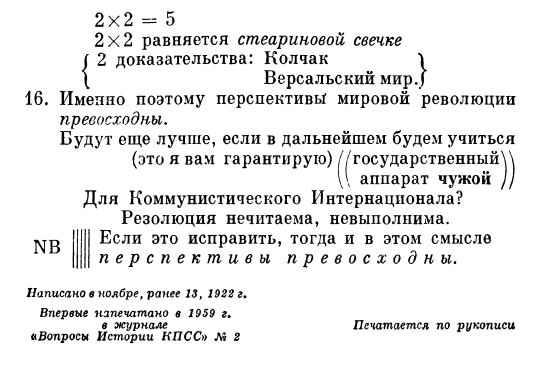 2×2 = 5
2×2 равняется стеариновой свечке
{ 2 доказательства: Колчак
Версальский мир. }
16. Именно поэтому перспективы мировой революции
превосходны.
Будут еще лучше, если в дальнейшем будем учиться
(это я вам гарантирую) ((государственный))
(( аппарат чужой ))
Для Коммунистического Интернационала?
Резолюция нечитаема, невыполнима.
NB |||| Если это исправить, тогда и в этом смысле
перспективы превосходны.
Написано в ноябре, ранее 13, 1922 г.
Впервые напечатано в 1959 г.
в журнале
«Вопросы Истории КПСС» № 2
Печатается по рукописи